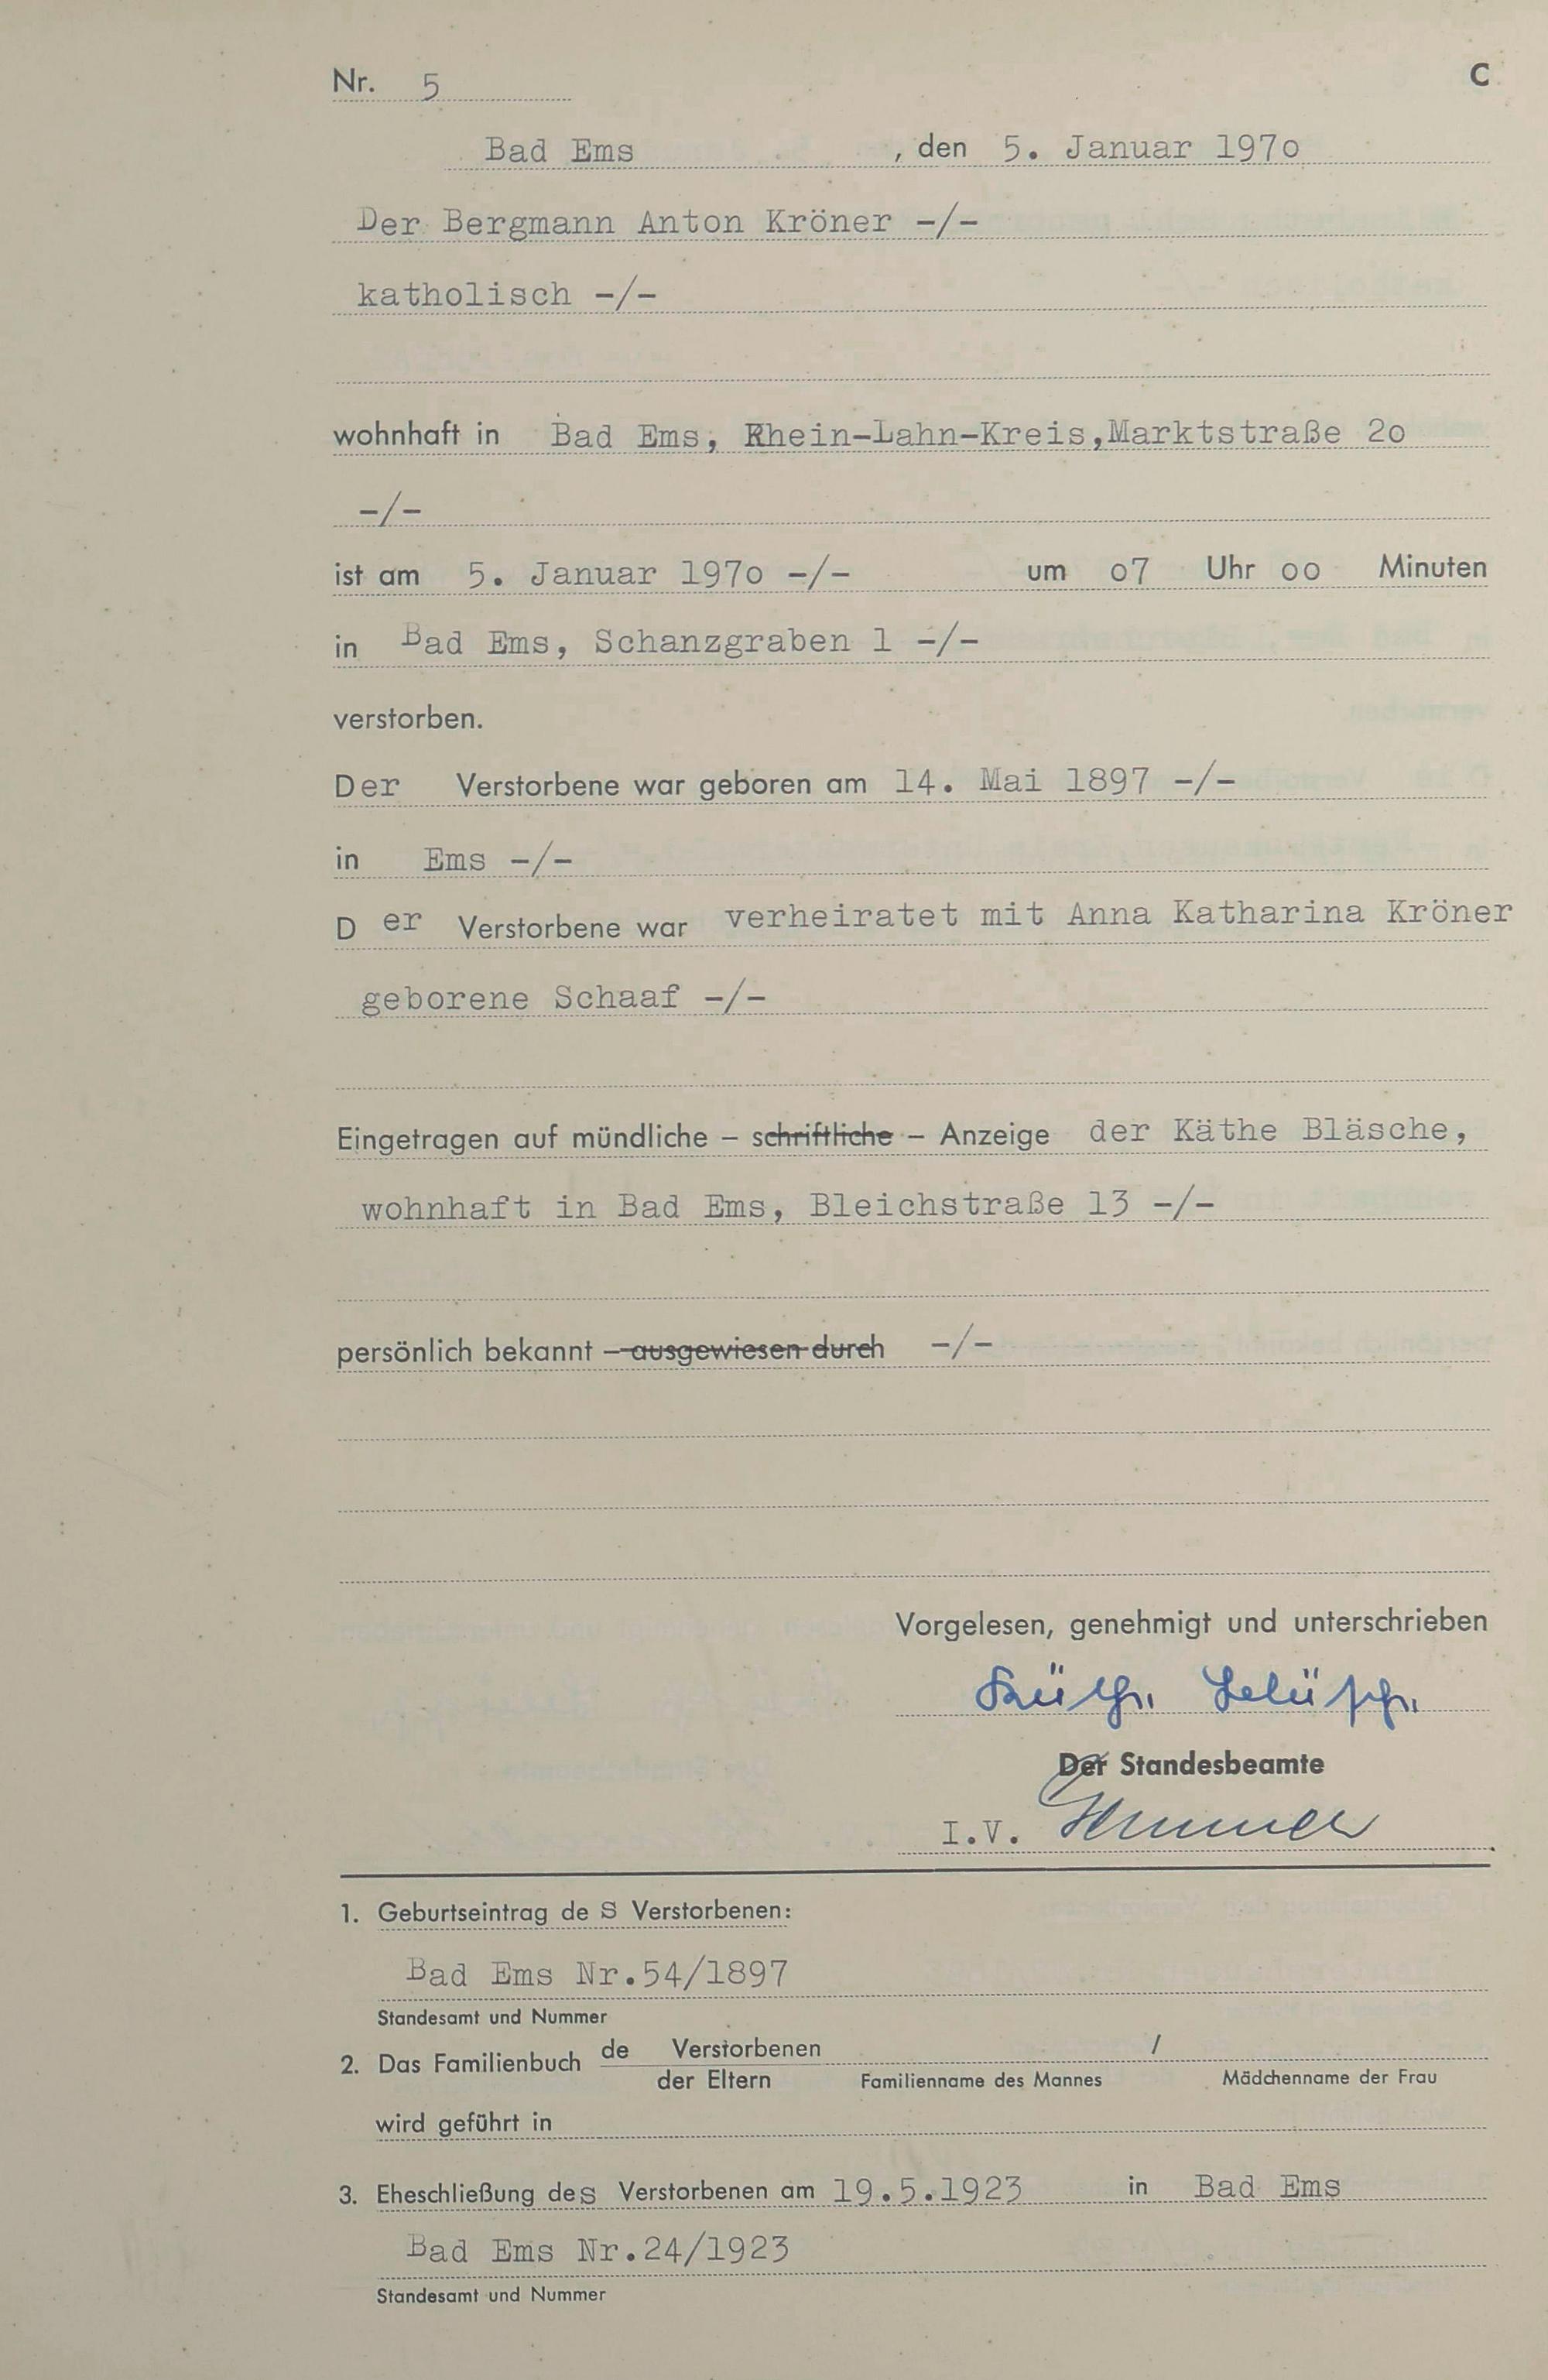 Nr. 5 C
Bad Ems , den 5. Januar 197o
Der Bergmann Anton Kröner -/-
katholisch -/-
wohnhaft in Bad Ems, Rhein-Lahn-Kreis,Marktstraße 2o
-/-
ist am 5. Januar 197o -/- um o7 Uhr oo Minuten
in Bad Ems, Schanzgraben 1 -/-
verstorben.
Der Verstorbene war geboren am 14. Mai 1897 -/-
in Ems -/-
D er Verstorbene war verheiratet mit Anna Katharina Kröner
geborene Schaaf -/-
Eingetragen auf mündliche – schriftliche – Anzeige der Käthe Bläsche,
wohnhaft in Bad Ems, Bleichstraße 13 -/-
persönlich bekannt – ausgewiesen durch -/-
Vorgelesen, genehmigt und unterschrieben
Käthe Bläsche
Der Standesbeamte
I.V.
1. Geburtseintrag de s Verstorbenen:
Bad Ems Nr.54/1897
Standesamt und Nummer
2. Das Familienbuch de Verstorbenen /
der Eltern Familienname des Mannes Mädchenname der Frau
wird geführt in
3. Eheschließung des Verstorbenen am 19.5.1923 in Bad Ems
Bad Ems Nr.24/1923
Standesamt und Nummer